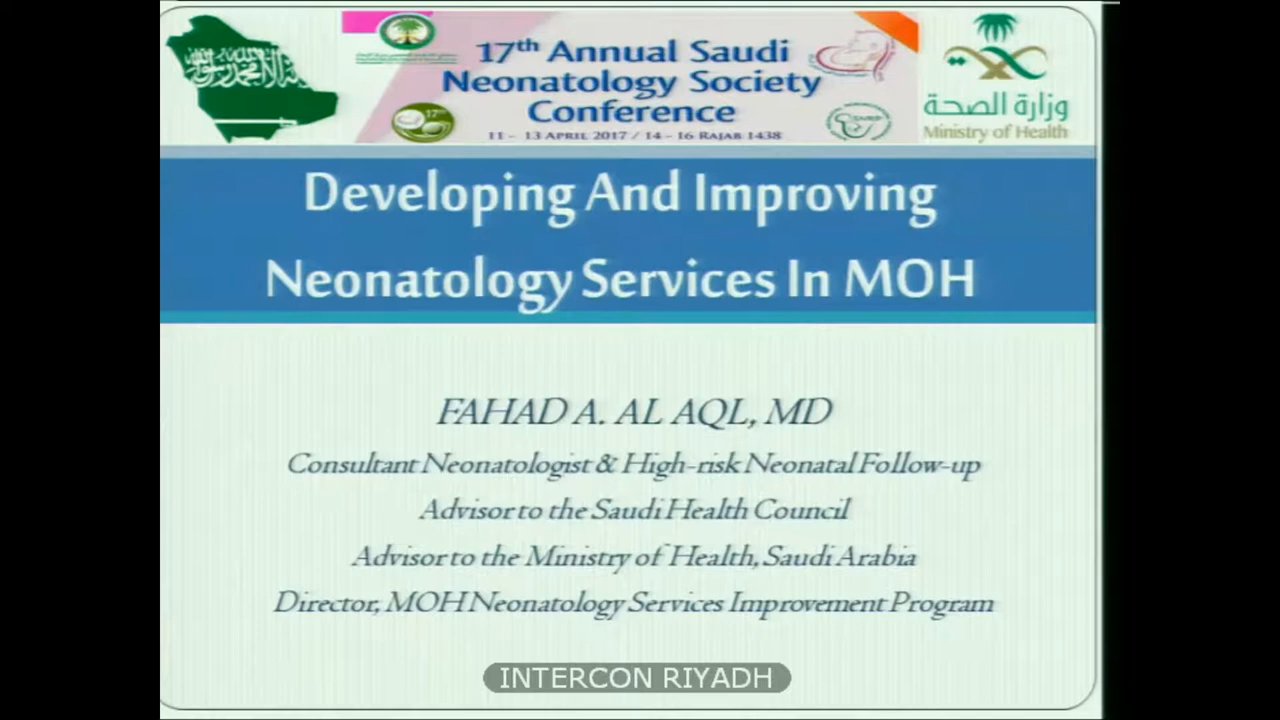 17th Annual Saudi
Neonatology Society
Conference
11 - 13 APRIL 2017 / 14 - 16 RAJAB 1438
وزارة الصحة
Ministry of Health
Developing And Improving
Neonatology Services In MOH
FAHAD A. AL AQL, MD
Consultant Neonatologist & High-risk Neonatal Follow-up
Advisor to the Saudi Health Council
Advisor to the Ministry of Health, Saudi Arabia
Director, MOH Neonatology Services Improvement Program
INTERCON RIYADH